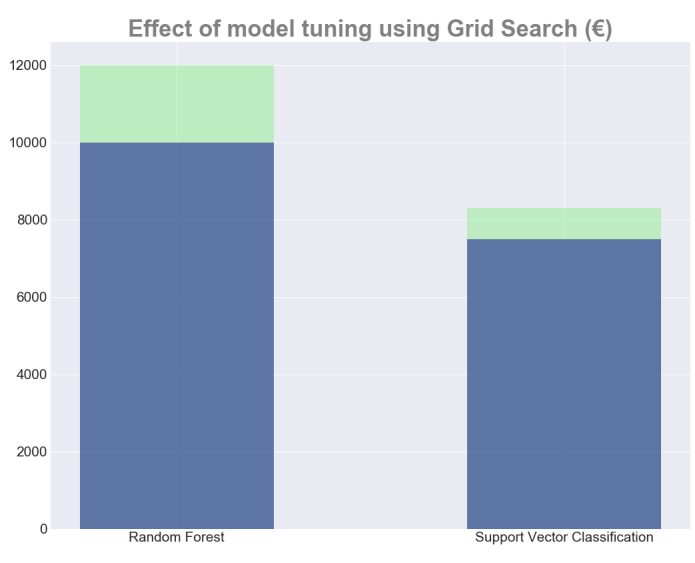 Effect of model tuning using Grid Search (€)
12000
10000
8000
6000
4000
2000
0
Random Forest
Support Vector Classification